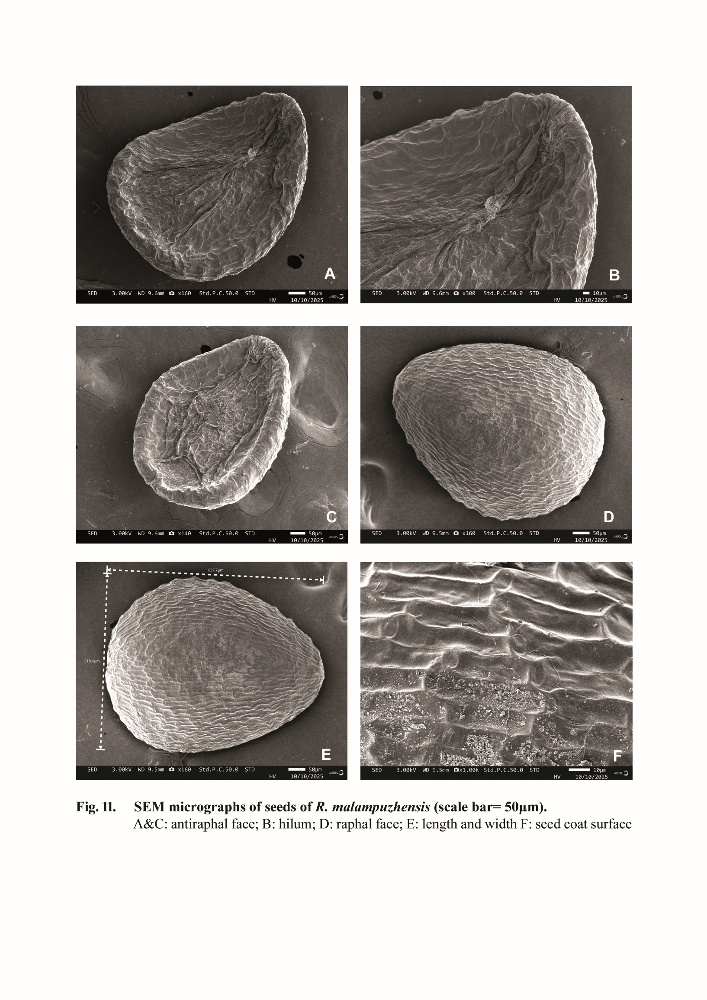 A
SED 3.00kV WD 9.6mm x160 Std.P.C.50.0 STD 50µm JEOL
HV 10/10/2025
B
SED 3.00kV WD 9.6mm x300 Std.P.C.50.0 STD 10µm JEOL
HV 10/10/2025
C
SED 3.00kV WD 9.6mm x140 Std.P.C.50.0 STD 50µm JEOL
HV 10/10/2025
D
SED 3.00kV WD 9.5mm x160 Std.P.C.50.0 STD 50µm JEOL
HV 10/10/2025
637.7µm
518.4µm
E
SED 3.00kV WD 9.5mm x160 Std.P.C.50.0 STD 50µm JEOL
HV 10/10/2025
F
SED 3.00kV WD 9.5mm x1.00k Std.P.C.50.0 STD 10µm JEOL
HV 10/10/2025
Fig. 11. SEM micrographs of seeds of R. malampuzhensis (scale bar= 50µm).
A&C: antiraphal face; B: hilum; D: raphal face; E: length and width F: seed coat surface